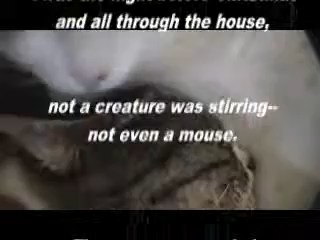 and all through the house,
not a creature was stirring--
not even a mouse.